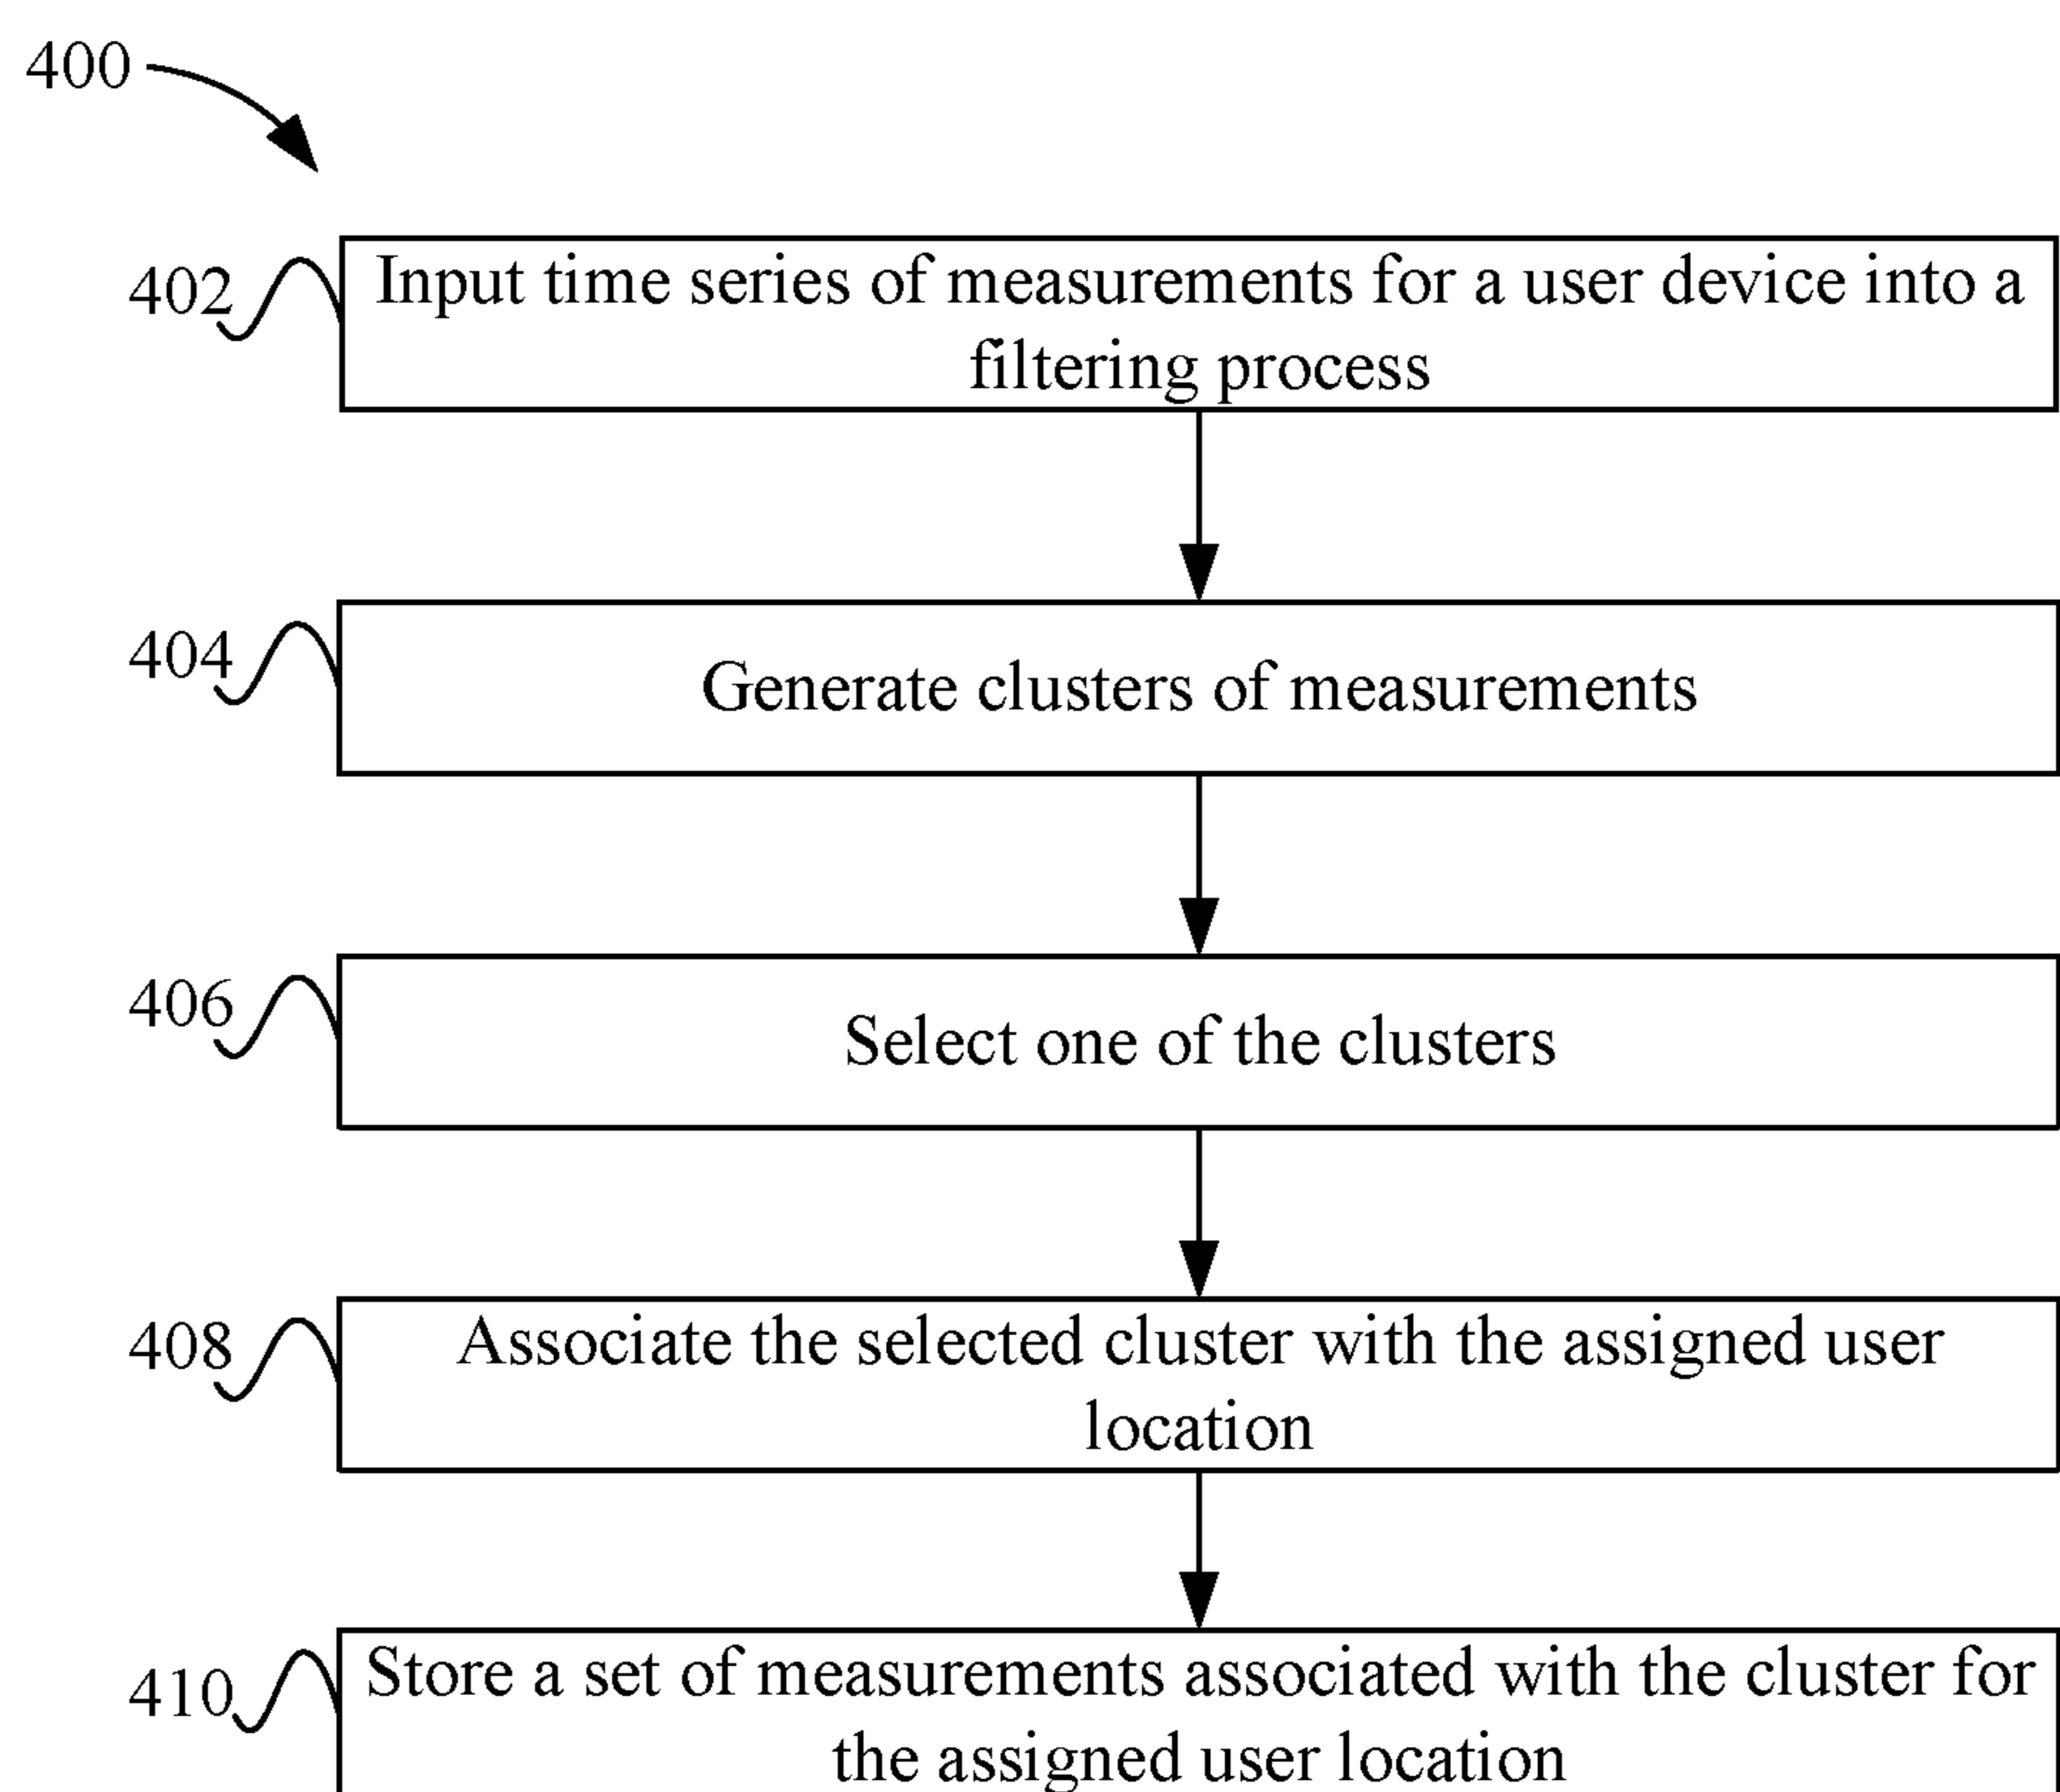 400
402
Input time series of measurements for a user device into a
filtering process
404
Generate clusters of measurements
406
Select one of the clusters
408
Associate the selected cluster with the assigned user
location
410
Store a set of measurements associated with the cluster for
the assigned user location